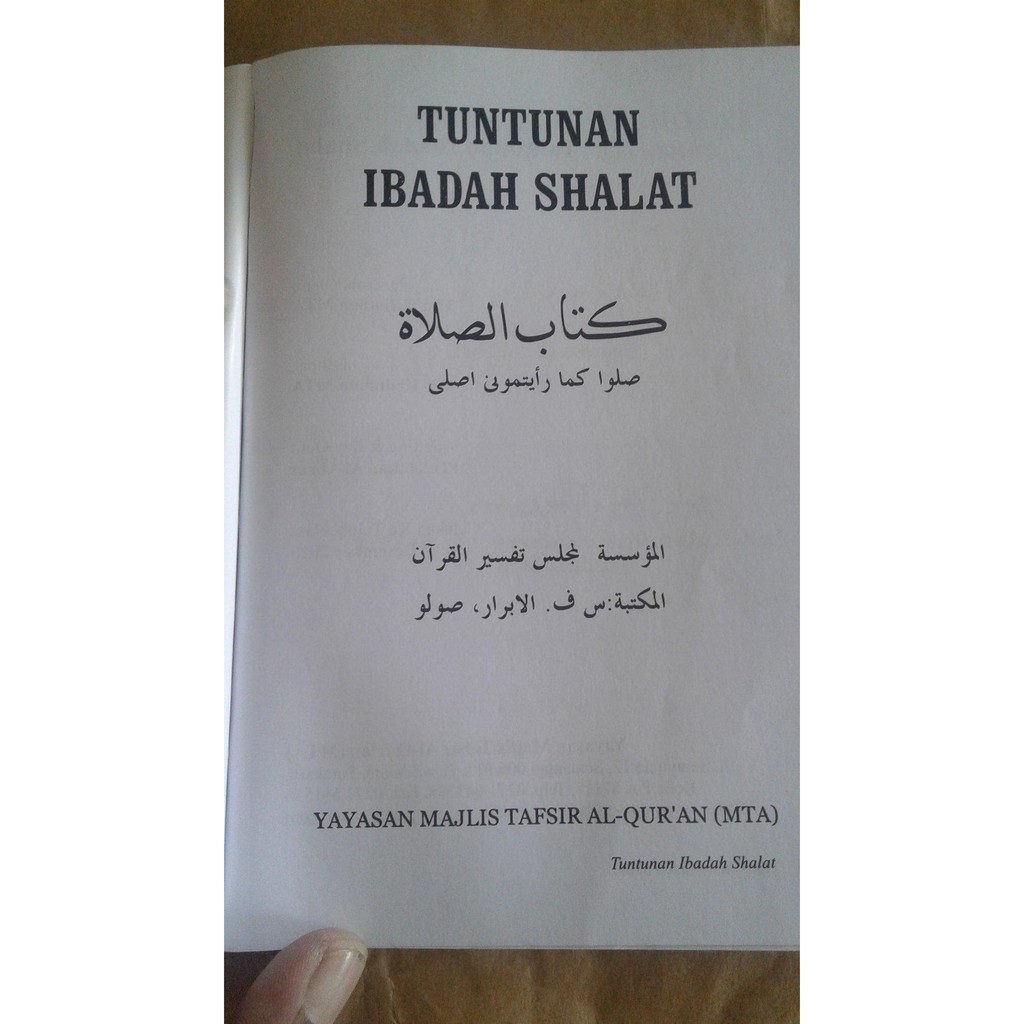 TUNTUNAN
IBADAH SHALAT
كتاب الصلاة
صلوا كما رأيتمونى اصلى
المؤسسة لمجلس تفسير القرآن
المكتبة:س ف. الابرار، صولو
YAYASAN MAJLIS TAFSIR AL-QUR'AN (MTA)
Tuntunan Ibadah Shalat